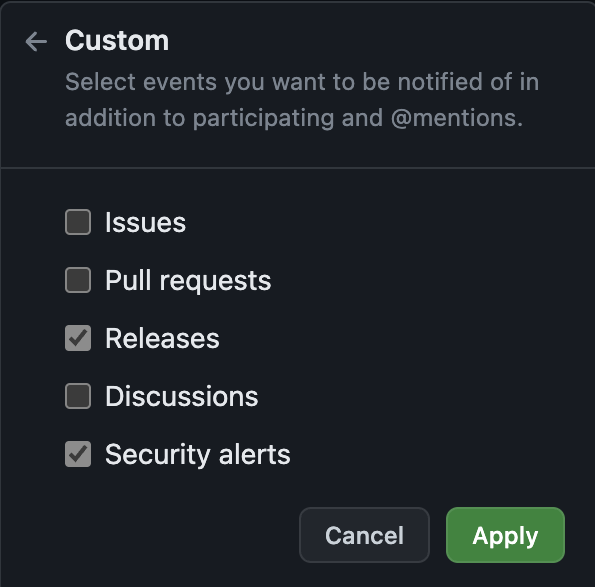 Custom
Select events you want to be notified of in
addition to participating and @mentions.
Issues
Pull requests
Releases
Discussions
Security alerts
Cancel Apply